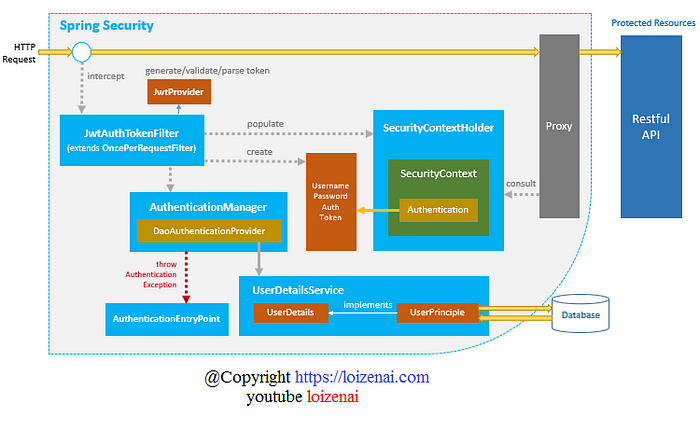 Spring Security
Protected Resources
HTTP
Request
intercept
generate/validate/parse token
JwtProvider
JwtAuthTokenFilter
(extends OncePerRequestFilter)
populate
create
SecurityContextHolder
SecurityContext
Authentication
Username
Password
Auth
Token
consult
Proxy
Restful
API
AuthenticationManager
DaoAuthenticationProvider
throw
Authentication
Exception
AuthenticationEntryPoint
UserDetailsService
UserDetails
implements
UserPrinciple
Database
@Copyright https://loizenai.com
youtube loizenai